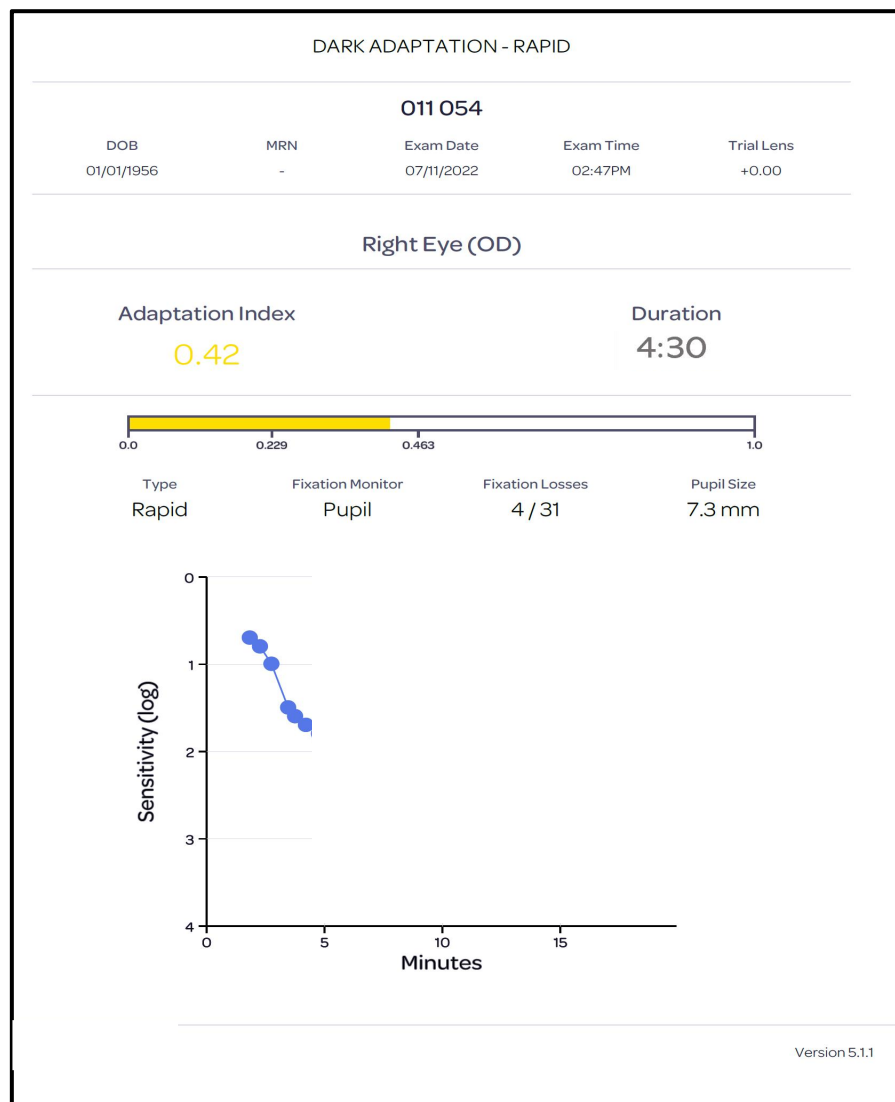 DARK ADAPTATION - RAPID
011 054
DOB MRN Exam Date Exam Time Trial Lens
01/01/1956 - 07/11/2022 02:47PM +0.00
Right Eye (OD)
Adaptation Index Duration
0.42 4:30
0.0 0.229 0.463 1.0
Type Fixation Monitor Fixation Losses Pupil Size
Rapid Pupil 4 / 31 7.3 mm
Sensitivity (log)
0
1
2
3
4
0 5 10 15
Minutes
Version 5.1.1